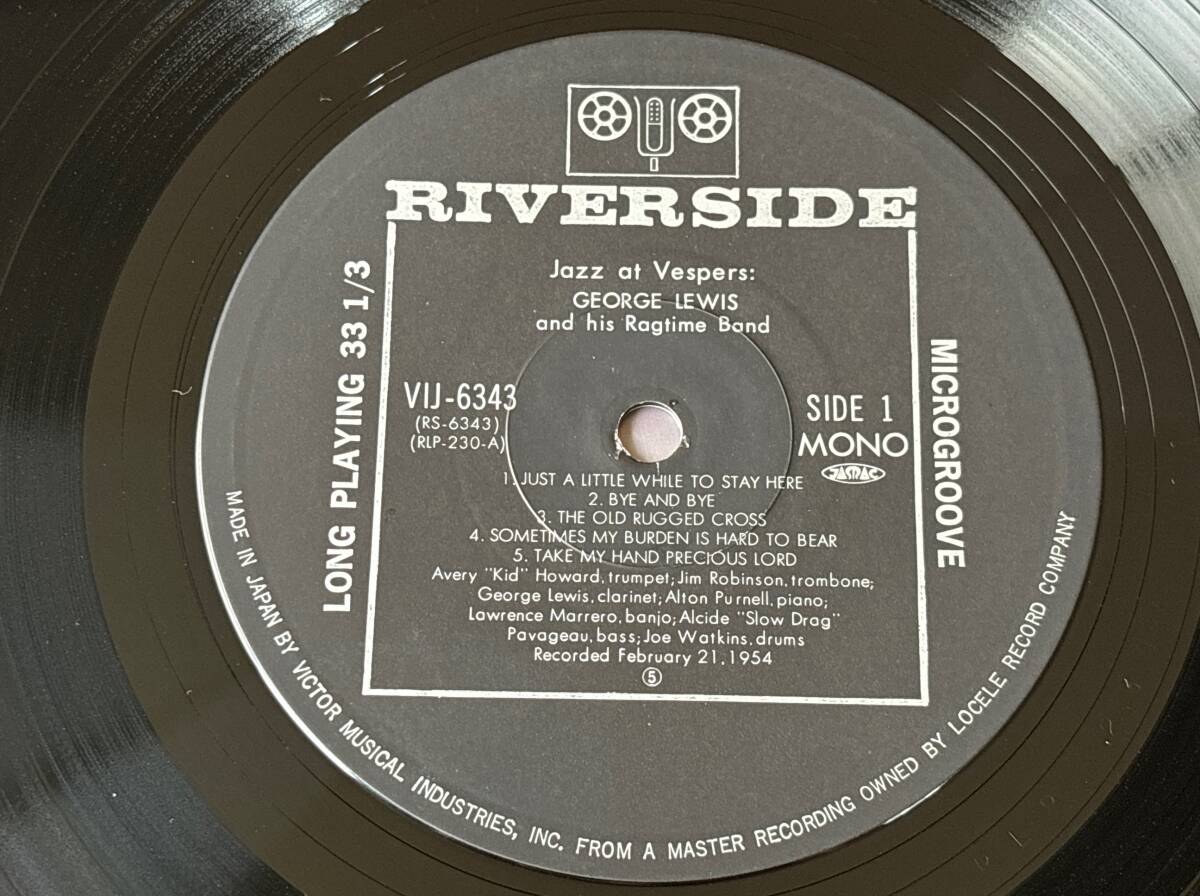 RIVERSIDE
Jazz at Vespers:
GEORGE LEWIS
and his Ragtime Band
LONG PLAYING 33 1/3
MICROGROOVE
VIJ-6343
(RS-6343)
(RLP-230-A)
SIDE 1
MONO
JASRAC
1. JUST A LITTLE WHILE TO STAY HERE
2. BYE AND BYE
3. THE OLD RUGGED CROSS
4. SOMETIMES MY BURDEN IS HARD TO BEAR
5. TAKE MY HAND PRECIOUS LORD
Avery "Kid" Howard, trumpet; Jim Robinson, trombone;
George Lewis, clarinet; Alton Purnell, piano;
Lawrence Marrero, banjo; Alcide "Slow Drag"
Pavageau, bass; Joe Watkins, drums
Recorded February 21, 1954
⑤
MADE IN JAPAN BY VICTOR MUSICAL INDUSTRIES, INC. FROM A MASTER RECORDING OWNED BY LOCELE RECORD COMPANY